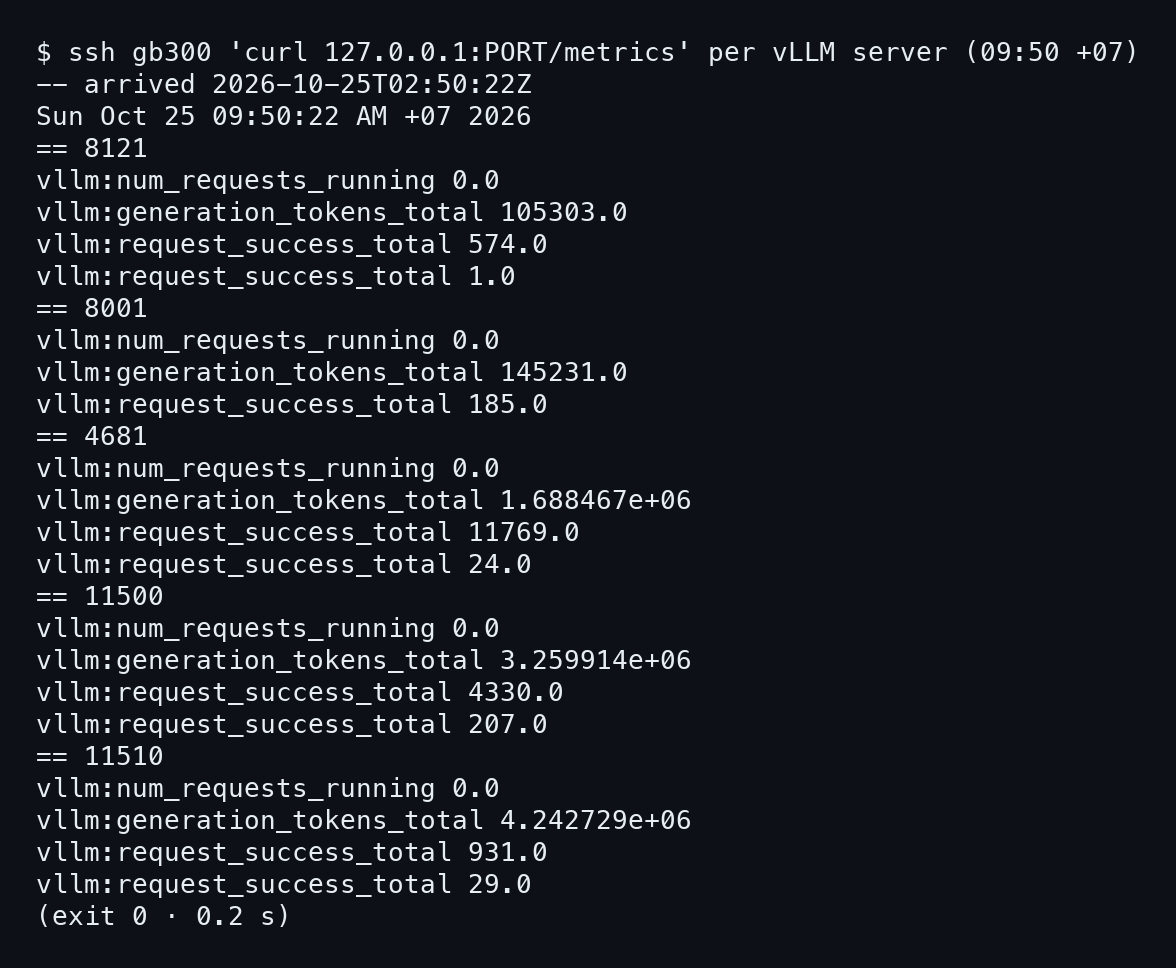 $ ssh gb300 'curl 127.0.0.1:PORT/metrics' per vLLM server (09:50 +07)
−− arrived 2026−10−25T02:50:22Z
Sun Oct 25 09:50:22 AM +07 2026
== 8121
vllm:num_requests_running 0.0
vllm:generation_tokens_total 105303.0
vllm:request_success_total 574.0
vllm:request_success_total 1.0
== 8001
vllm:num_requests_running 0.0
vllm:generation_tokens_total 145231.0
vllm:request_success_total 185.0
== 4681
vllm:num_requests_running 0.0
vllm:generation_tokens_total 1.688467e+06
vllm:request_success_total 11769.0
vllm:request_success_total 24.0
== 11500
vllm:num_requests_running 0.0
vllm:generation_tokens_total 3.259914e+06
vllm:request_success_total 4330.0
vllm:request_success_total 207.0
== 11510
vllm:num_requests_running 0.0
vllm:generation_tokens_total 4.242729e+06
vllm:request_success_total 931.0
vllm:request_success_total 29.0
(exit 0 · 0.2 s)